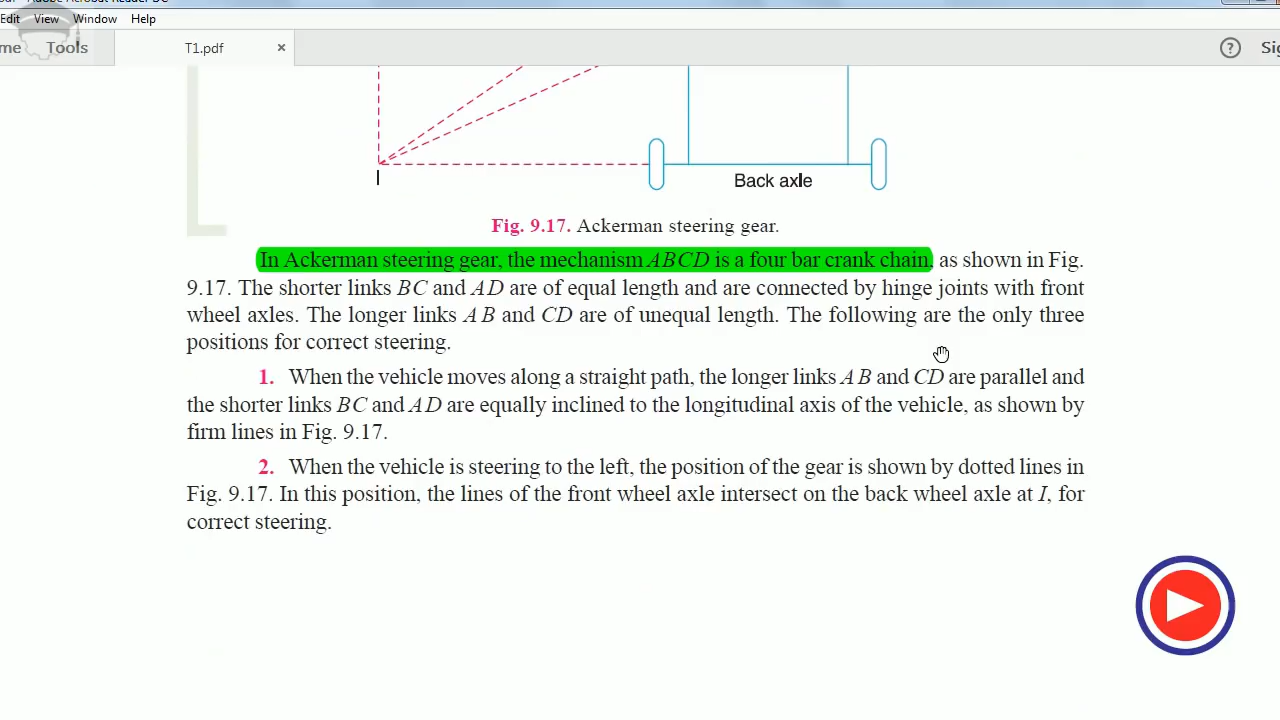 Edit View Window Help
me Tools T1.pdf × ? Sig
I
Back axle
Fig. 9.17. Ackerman steering gear.
In Ackerman steering gear, the mechanism ABCD is a four bar crank chain, as shown in Fig.
9.17. The shorter links BC and AD are of equal length and are connected by hinge joints with front
wheel axles. The longer links AB and CD are of unequal length. The following are the only three
positions for correct steering.
1. When the vehicle moves along a straight path, the longer links AB and CD are parallel and
the shorter links BC and AD are equally inclined to the longitudinal axis of the vehicle, as shown by
firm lines in Fig. 9.17.
2. When the vehicle is steering to the left, the position of the gear is shown by dotted lines in
Fig. 9.17. In this position, the lines of the front wheel axle intersect on the back wheel axle at I, for
correct steering.